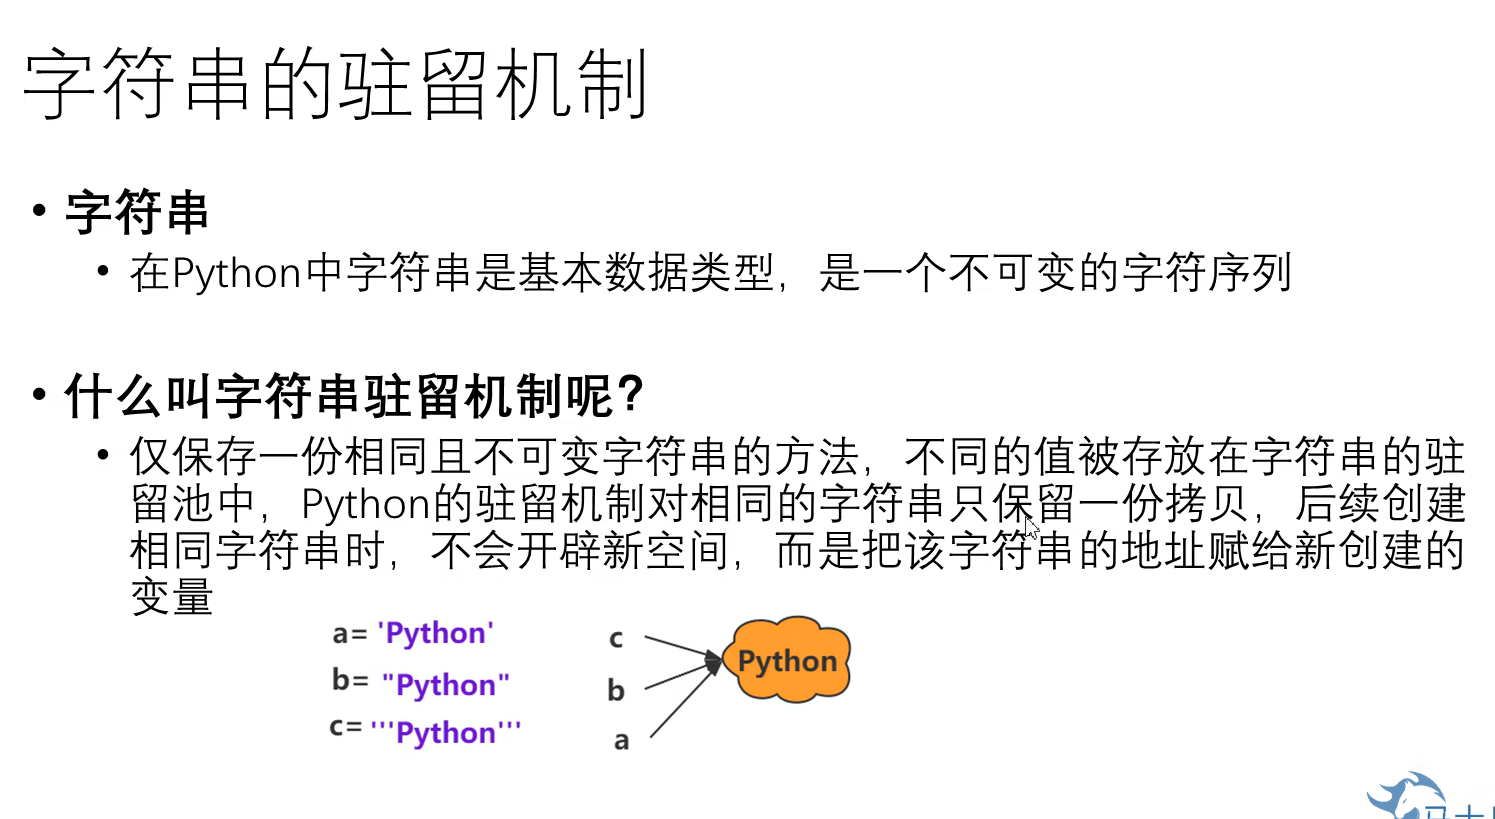 字符串的驻留机制
• 字符串
• 在Python中字符串是基本数据类型，是一个不可变的字符序列
• 什么叫字符串驻留机制呢？
• 仅保存一份相同且不可变字符串的方法，不同的值被存放在字符串的驻
留池中，Python的驻留机制对相同的字符串只保留一份拷贝，后续创建
相同字符串时，不会开辟新空间，而是把该字符串的地址赋给新创建的
变量
a= 'Python'
b= "Python"
c= '''Python'''
c
b
a
Python